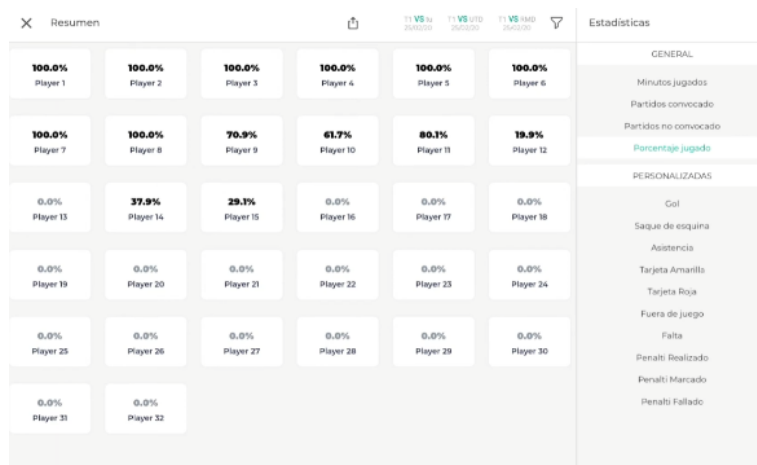 Resumen
T1 VS UTD
T1 VS RMD
Estadísticas
100.0% 100.0% 100.0% 100.0% 100.0% 100.0%
Player 1 Player 2 Player 3 Player 4 Player 5 Player 6
100.0% 100.0% 70.9% 61.7% 80.1% 19.9%
Player 7 Player 8 Player 9 Player 10 Player 11 Player 12
0.0% 37.9% 29.1% 0.0% 0.0% 0.0%
Player 13 Player 14 Player 15 Player 16 Player 17 Player 18
0.0% 0.0% 0.0% 0.0% 0.0% 0.0%
Player 19 Player 20 Player 21 Player 22 Player 23 Player 24
0.0% 0.0% 0.0% 0.0% 0.0% 0.0%
Player 25 Player 26 Player 27 Player 28 Player 29 Player 30
0.0% 0.0%
Player 31 Player 32
GENERAL
Minutos jugados
Partidos convocado
Partidos no convocado
Porcentaje jugado
PERSONALIZADAS
Gol
Saque de esquina
Asistencia
Tarjeta Amarilla
Tarjeta Roja
Fuera de juego
Falta
Penalti Realizado
Penalti Marcado
Penalti Fallado